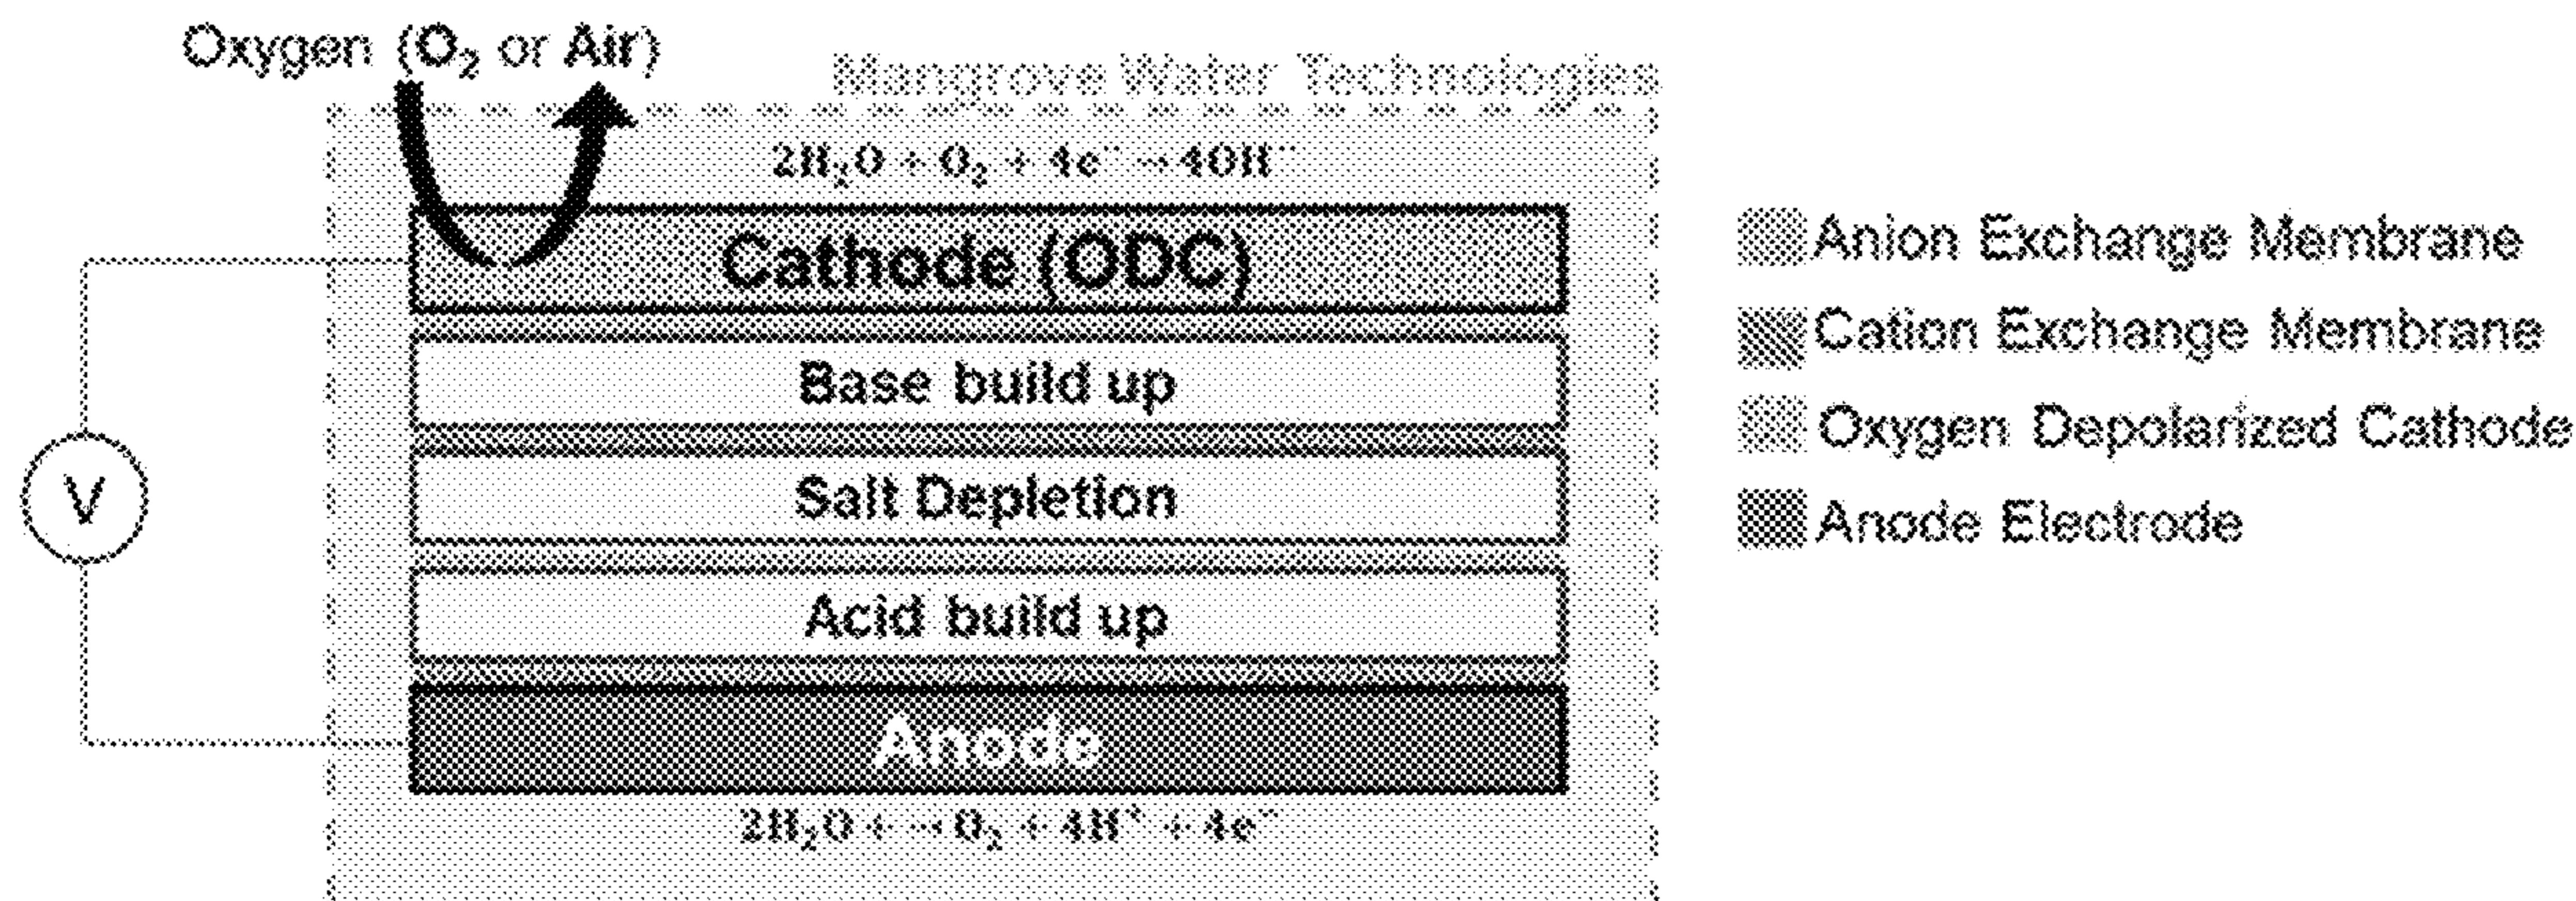 Oxygen (O₂ or Air)
Mangrove Water Technologies
2H₂O + O₂ + 4e⁻ → 4OH⁻
Cathode (ODC)
Base build up
Salt Depletion
Acid build up
Anode
2H₂O + → O₂ + 4H⁺ + 4e⁻
V
Anion Exchange Membrane
Cation Exchange Membrane
Oxygen Depolarized Cathode
Anode Electrode